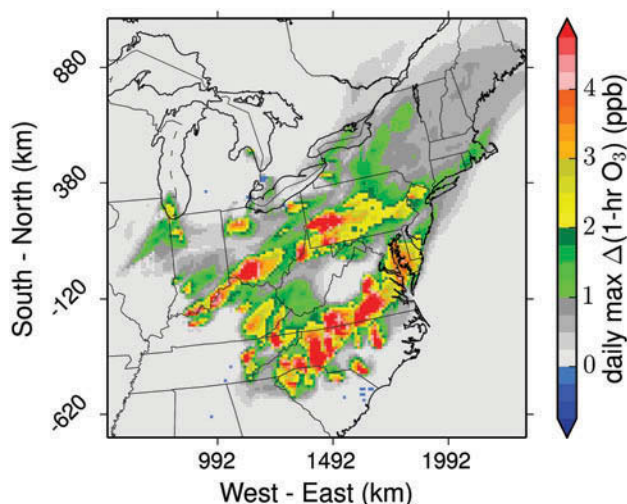 880
380
-120
-620
South - North (km)
992 1492 1992
West - East (km)
4
3
2
1
0
daily max Δ(1-hr O₃) (ppb)